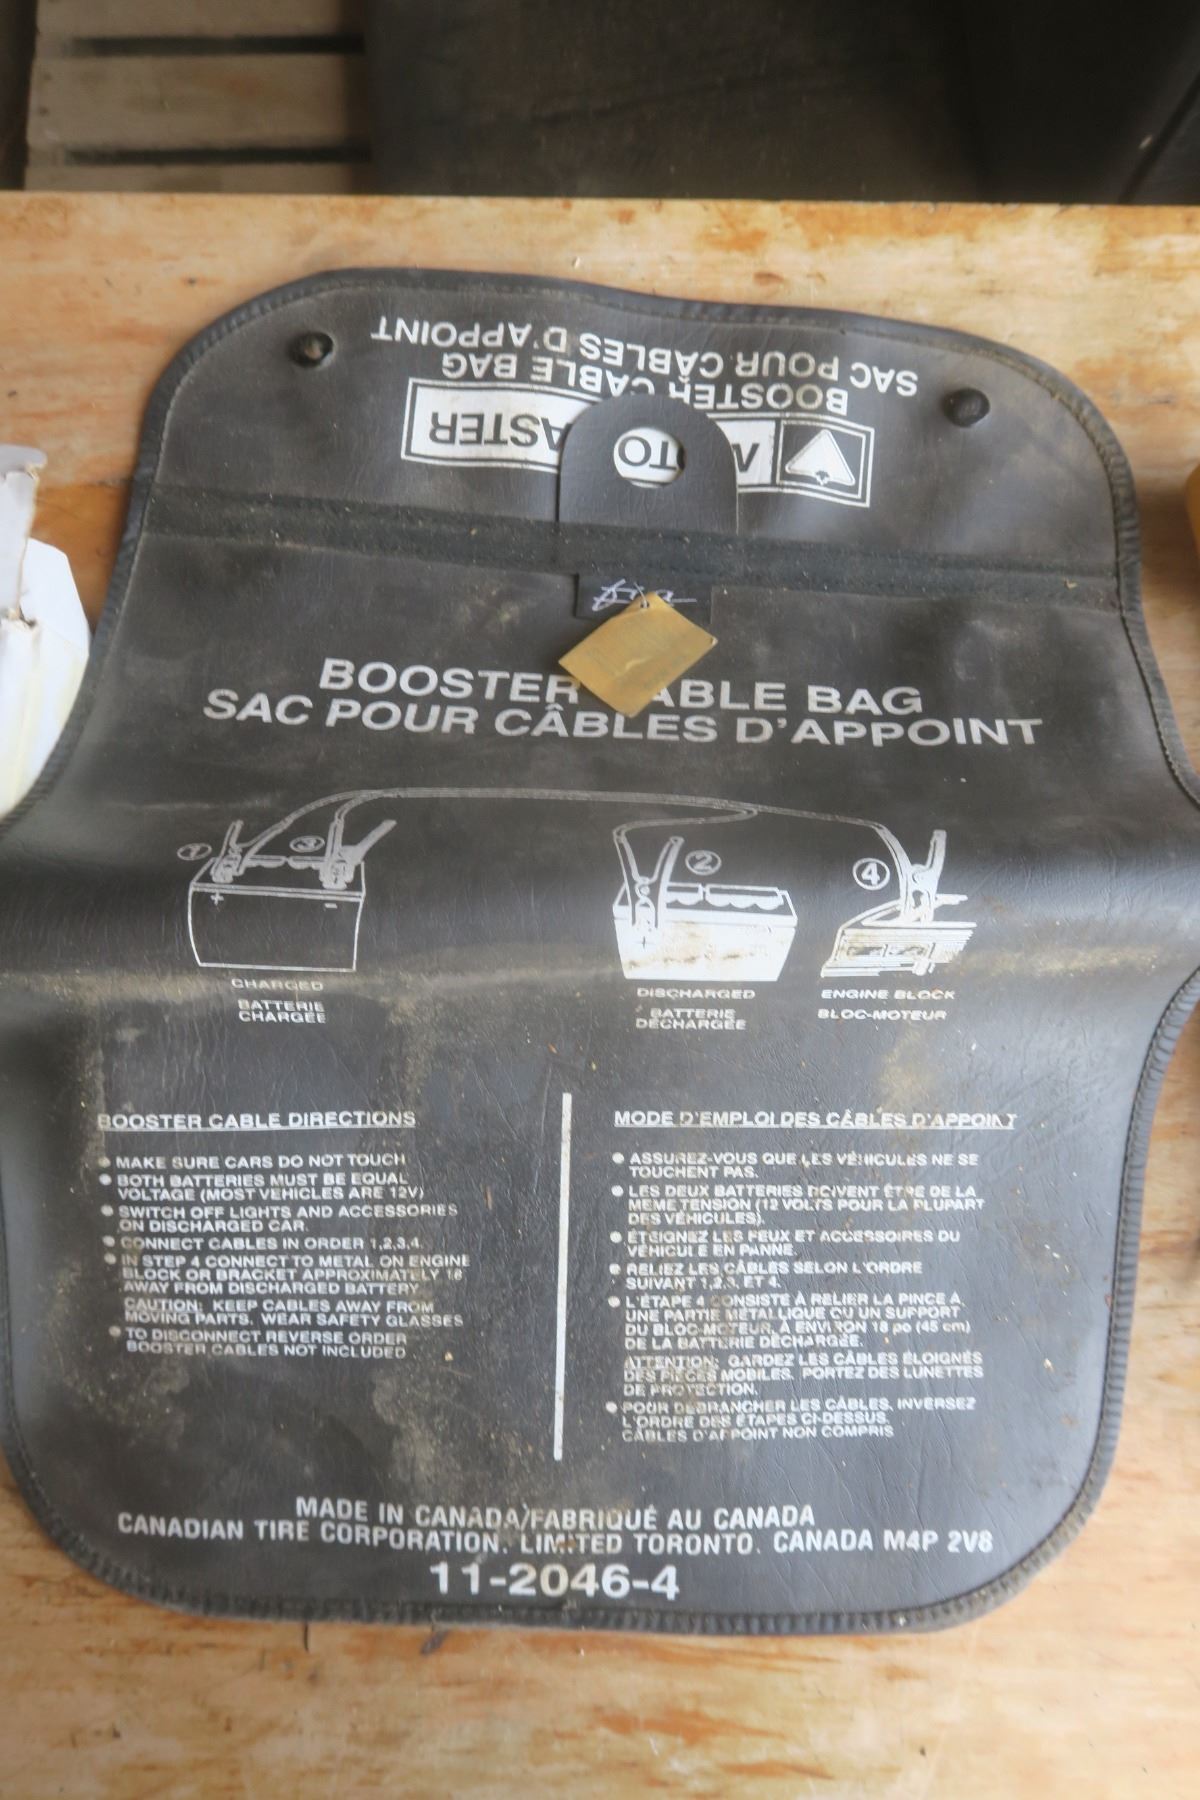 SAC POUR CÂBLES D'APPOINT
BOOSTER CABLE BAG
TO ASTER
BOOSTER ABLE BAG
SAC POUR CÂBLES D'APPOINT
1 3 2 4
+ - +
CHARGED
BATTERIE
CHARGÉE
DISCHARGED
BATTERIE
DÉCHARGÉE
ENGINE BLOCK
BLOC-MOTEUR
BOOSTER CABLE DIRECTIONS
● MAKE SURE CARS DO NOT TOUCH
● BOTH BATTERIES MUST BE EQUAL
VOLTAGE (MOST VEHICLES ARE 12V)
● SWITCH OFF LIGHTS AND ACCESSORIES
ON DISCHARGED CAR.
● CONNECT CABLES IN ORDER 1,2,3,4.
● IN STEP 4 CONNECT TO METAL ON ENGINE
BLOCK OR BRACKET APPROXIMATELY 18
AWAY FROM DISCHARGED BATTERY
CAUTION: KEEP CABLES AWAY FROM
MOVING PARTS. WEAR SAFETY GLASSES
● TO DISCONNECT REVERSE ORDER
BOOSTER CABLES NOT INCLUDED
MODE D'EMPLOI DES CÂBLES D'APPOINT
● ASSUREZ-VOUS QUE LES VÉHICULES NE SE
TOUCHENT PAS.
● LES DEUX BATTERIES DOIVENT ÊTRE DE LA
MEME TENSION (12 VOLTS POUR LA PLUPART
DES VÉHICULES).
● ÉTEIGNEZ LES FEUX ET ACCESSOIRES DU
VÉHICULE EN PANNE.
● RELIEZ LES CÂBLES SELON L'ORDRE
SUIVANT 1,2,3, ET 4.
● L'ÉTAPE 4 CONSISTE À RELIER LA PINCE A
UNE PARTIE MÉTALLIQUE OU UN SUPPORT
DU BLOC-MOTEUR, À ENVIRON 18 po (45 cm)
DE LA BATTERIE DÉCHARGÉE.
ATTENTION: GARDEZ LES CÂBLES ÉLOIGNÉS
DES PIÈCES MOBILES. PORTEZ DES LUNETTES
DE PROTECTION.
● POUR DÉBRANCHER LES CÂBLES, INVERSEZ
L'ORDRE DES ÉTAPES CI-DESSUS.
CÂBLES D'APPOINT NON COMPRIS
MADE IN CANADA/FABRIQUÉ AU CANADA
CANADIAN TIRE CORPORATION, LIMITED TORONTO, CANADA M4P 2V8
11-2046-4